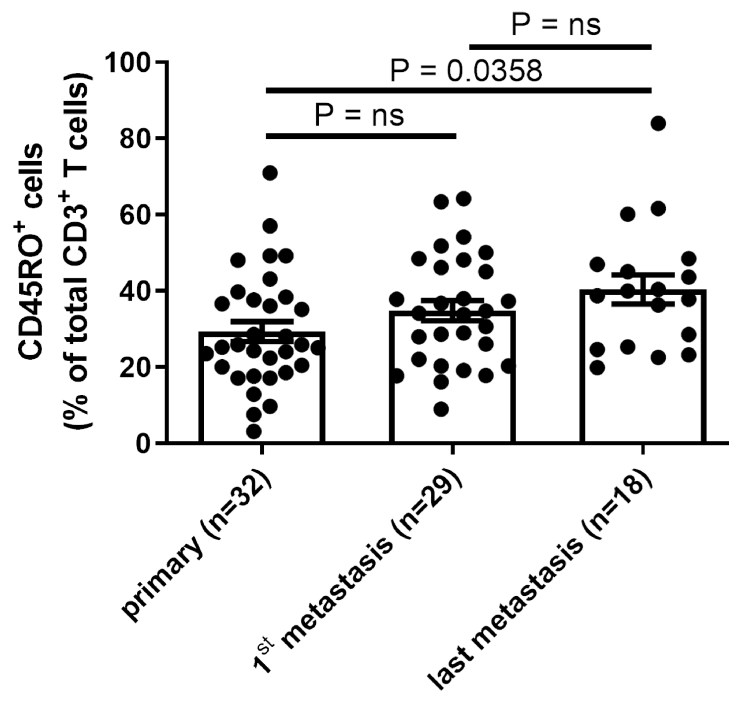 P = ns
P = 0.0358
P = ns
CD45RO⁺ cells
(% of total CD3⁺ T cells)
100
80
60
40
20
0
primary (n=32)
1ˢᵗ metastasis (n=29)
last metastasis (n=18)